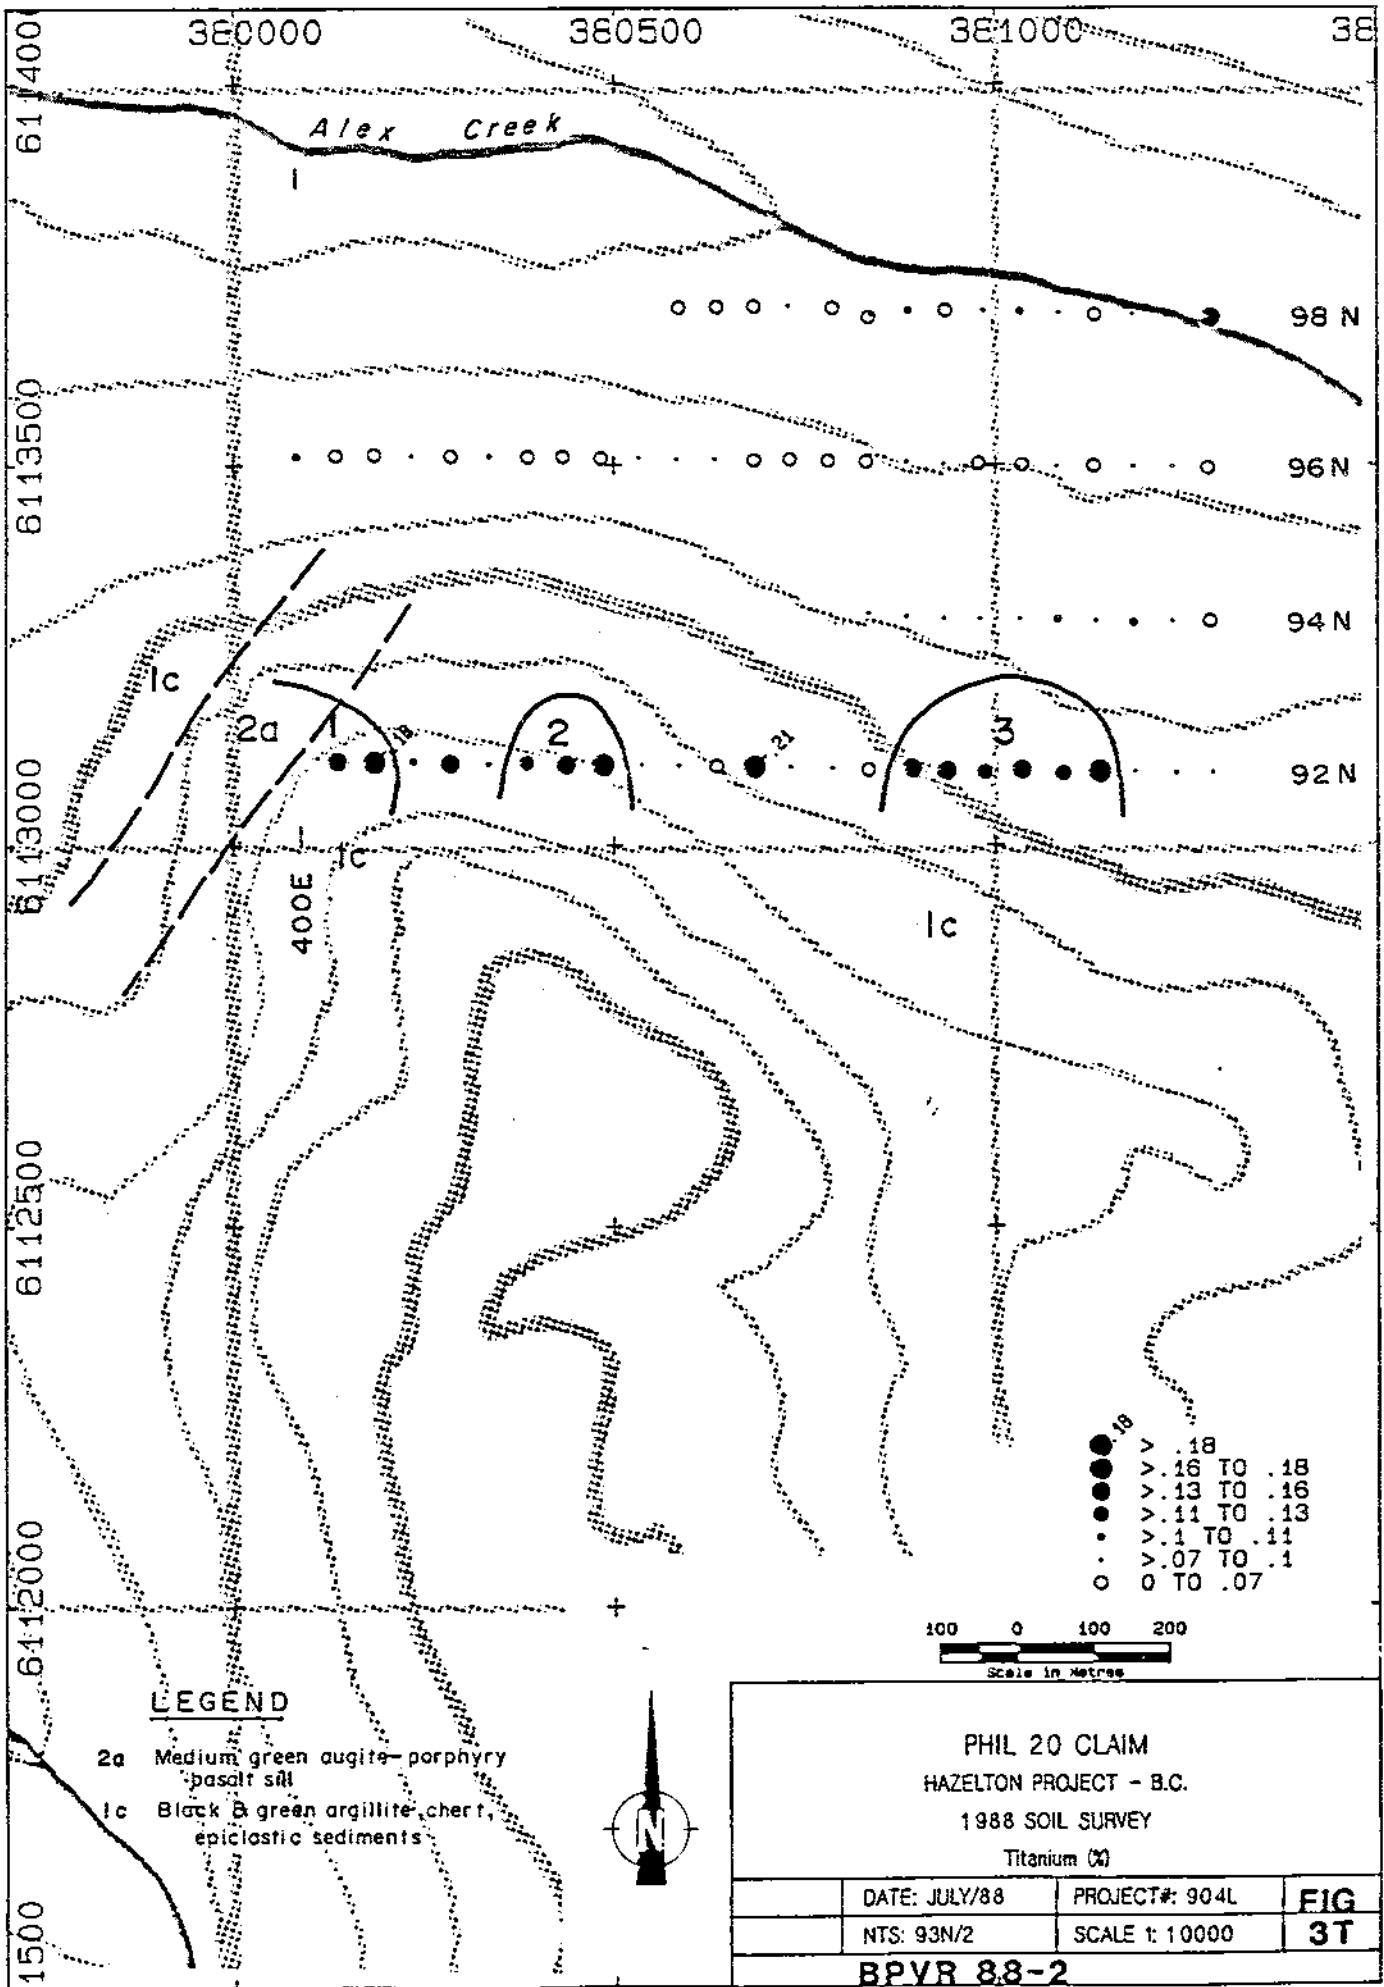 380000 380500 381000 38
611400
Alex Creek
1
98 N
6113500
96 N
94 N
1c
2a 1 .19 2 .21 3
92 N
6113000
1c
400E
1c
6112500
.18
> .18
>.16 TO .18
>.13 TO .16
>.11 TO .13
>.1 TO .11
>.07 TO .1
0 TO .07
6112000
100 0 100 200
Scale in Metres
LEGEND
2a Medium green augite-porphyry
basalt sill
1c Black & green argillite, chert,
epiclastic sediments
N
1500
PHIL 20 CLAIM
HAZELTON PROJECT - B.C.
1988 SOIL SURVEY
Titanium (%)
DATE: JULY/88 PROJECT#: 904L FIG
NTS: 93N/2 SCALE 1: 10000 3T
BPVR 88-2